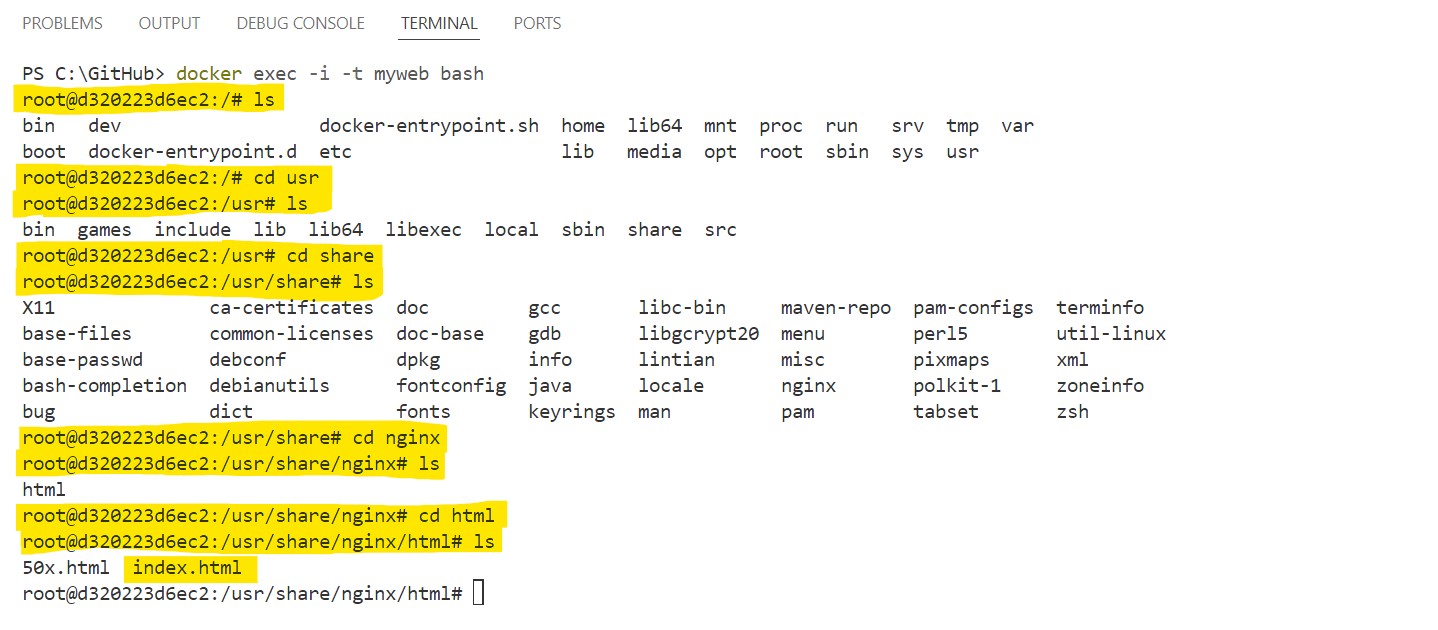 PROBLEMS OUTPUT DEBUG CONSOLE TERMINAL PORTS
PS C:\GitHub> docker exec -i -t myweb bash
root@d320223d6ec2:/# ls
bin dev docker-entrypoint.sh home lib64 mnt proc run srv tmp var
boot docker-entrypoint.d etc lib media opt root sbin sys usr
root@d320223d6ec2:/# cd usr
root@d320223d6ec2:/usr# ls
bin games include lib lib64 libexec local sbin share src
root@d320223d6ec2:/usr# cd share
root@d320223d6ec2:/usr/share# ls
X11 ca-certificates doc gcc libc-bin maven-repo pam-configs terminfo
base-files common-licenses doc-base gdb libgcrypt20 menu perl5 util-linux
base-passwd debconf dpkg info lintian misc pixmaps xml
bash-completion debianutils fontconfig java locale nginx polkit-1 zoneinfo
bug dict fonts keyrings man pam tabset zsh
root@d320223d6ec2:/usr/share# cd nginx
root@d320223d6ec2:/usr/share/nginx# ls
html
root@d320223d6ec2:/usr/share/nginx# cd html
root@d320223d6ec2:/usr/share/nginx/html# ls
50x.html index.html
root@d320223d6ec2:/usr/share/nginx/html#